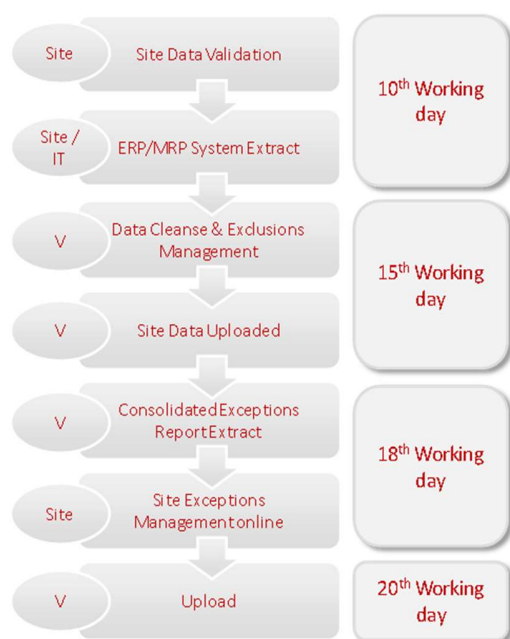 Site
Site Data Validation
10th Working
day
Site /
IT
ERP/MRP System Extract
V
Data Cleanse & Exclusions
Management
15th Working
day
V
Site Data Uploaded
V
Consolidated Exceptions
Report Extract
18th Working
day
Site
Site Exceptions
Management online
V
Upload
20th Working
day